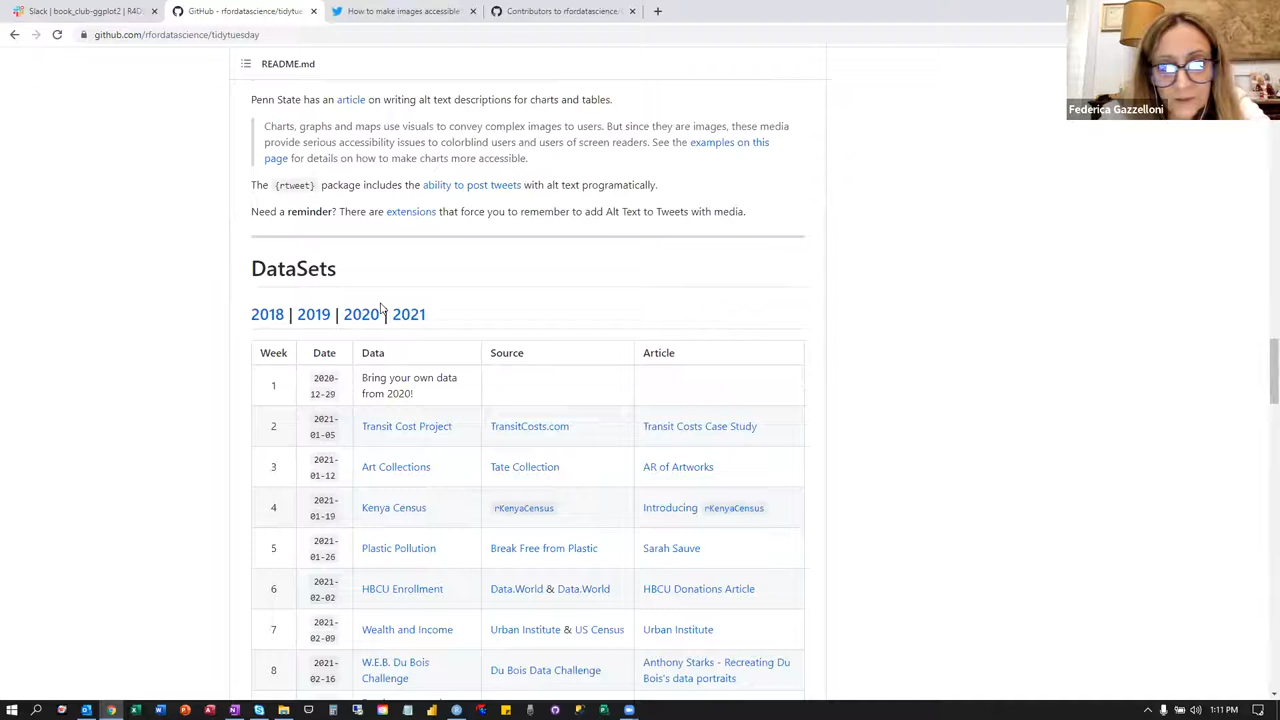 Slack | book_club-ggplot2 | R4D
GitHub - rfordatascience/tidytue
How to make images accessible
Contributors to rfordatascience/
github.com/rfordatascience/tidytuesday
Federica Gazzelloni
README.md
Penn State has an article on writing alt text descriptions for charts and tables.
Charts, graphs and maps use visuals to convey complex images to users. But since they are images, these media
provide serious accessibility issues to colorblind users and users of screen readers. See the examples on this
page for details on how to make charts more accessible.
The {rtweet} package includes the ability to post tweets with alt text programatically.
Need a reminder? There are extensions that force you to remember to add Alt Text to Tweets with media.
DataSets
2018 | 2019 | 2020 | 2021
Week Date Data Source Article
1 2020-12-29 Bring your own data from 2020!
2 2021-01-05 Transit Cost Project TransitCosts.com Transit Costs Case Study
3 2021-01-12 Art Collections Tate Collection AR of Artworks
4 2021-01-19 Kenya Census rKenyaCensus Introducing rKenyaCensus
5 2021-01-26 Plastic Pollution Break Free from Plastic Sarah Sauve
6 2021-02-02 HBCU Enrollment Data.World & Data.World HBCU Donations Article
7 2021-02-09 Wealth and Income Urban Institute & US Census Urban Institute
8 2021-02-16 W.E.B. Du Bois Challenge Du Bois Data Challenge Anthony Starks - Recreating Du Bois's data portraits
1:11 PM